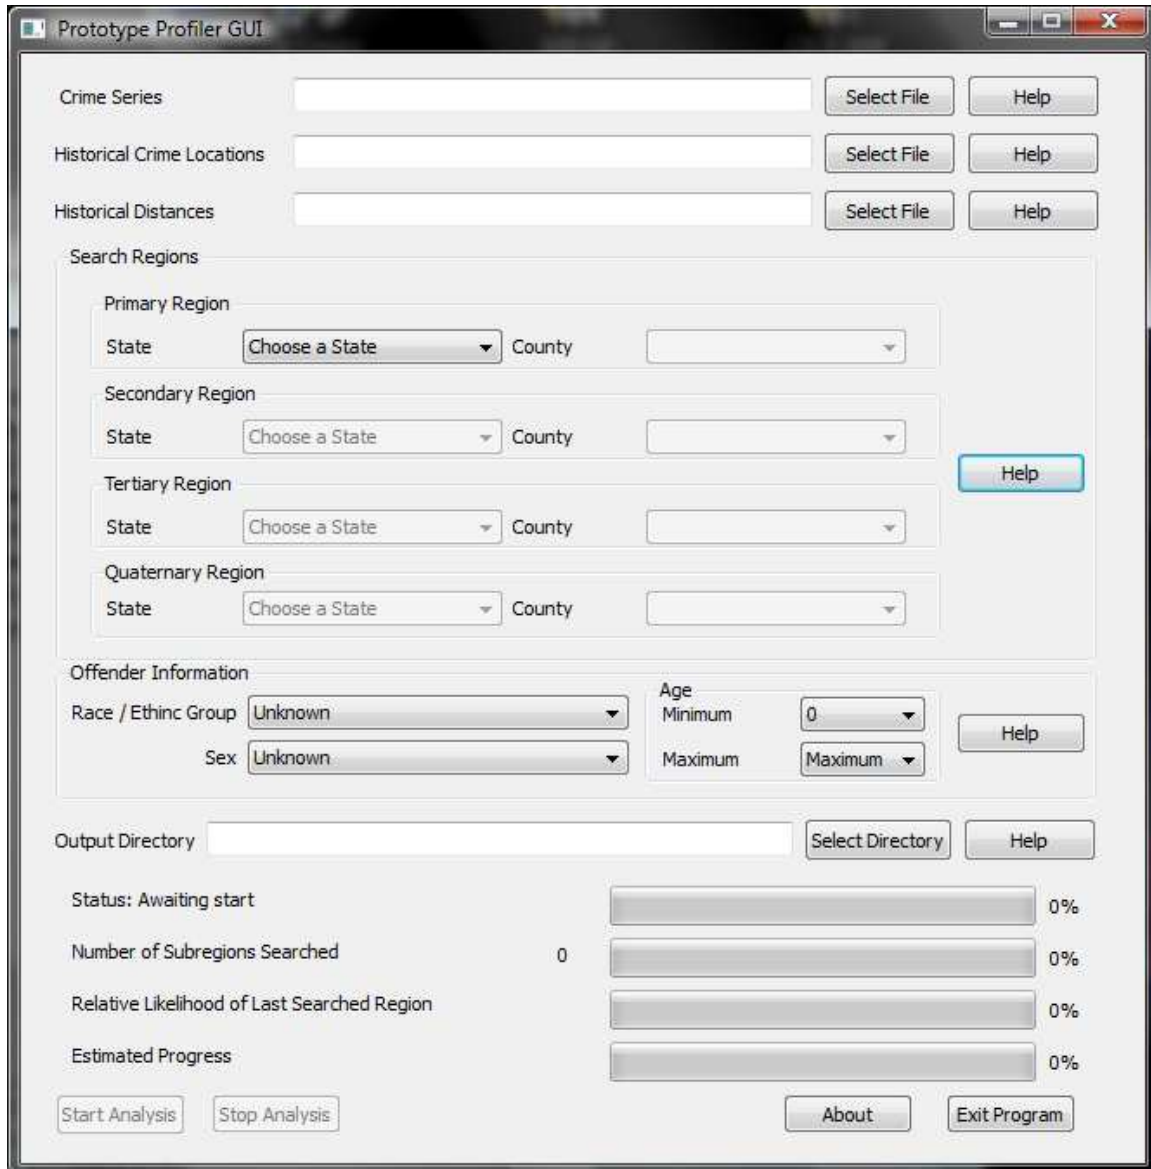 Prototype Profiler GUI
Crime Series Select File Help
Historical Crime Locations Select File Help
Historical Distances Select File Help
Search Regions
Primary Region
State Choose a State County
Secondary Region
State Choose a State County
Help
Tertiary Region
State Choose a State County
Quaternary Region
State Choose a State County
Offender Information
Race / Ethinc Group Unknown
Sex Unknown
Age
Minimum 0
Maximum Maximum
Help
Output Directory Select Directory Help
Status: Awaiting start 0%
Number of Subregions Searched 0 0%
Relative Likelihood of Last Searched Region 0%
Estimated Progress 0%
Start Analysis Stop Analysis About Exit Program